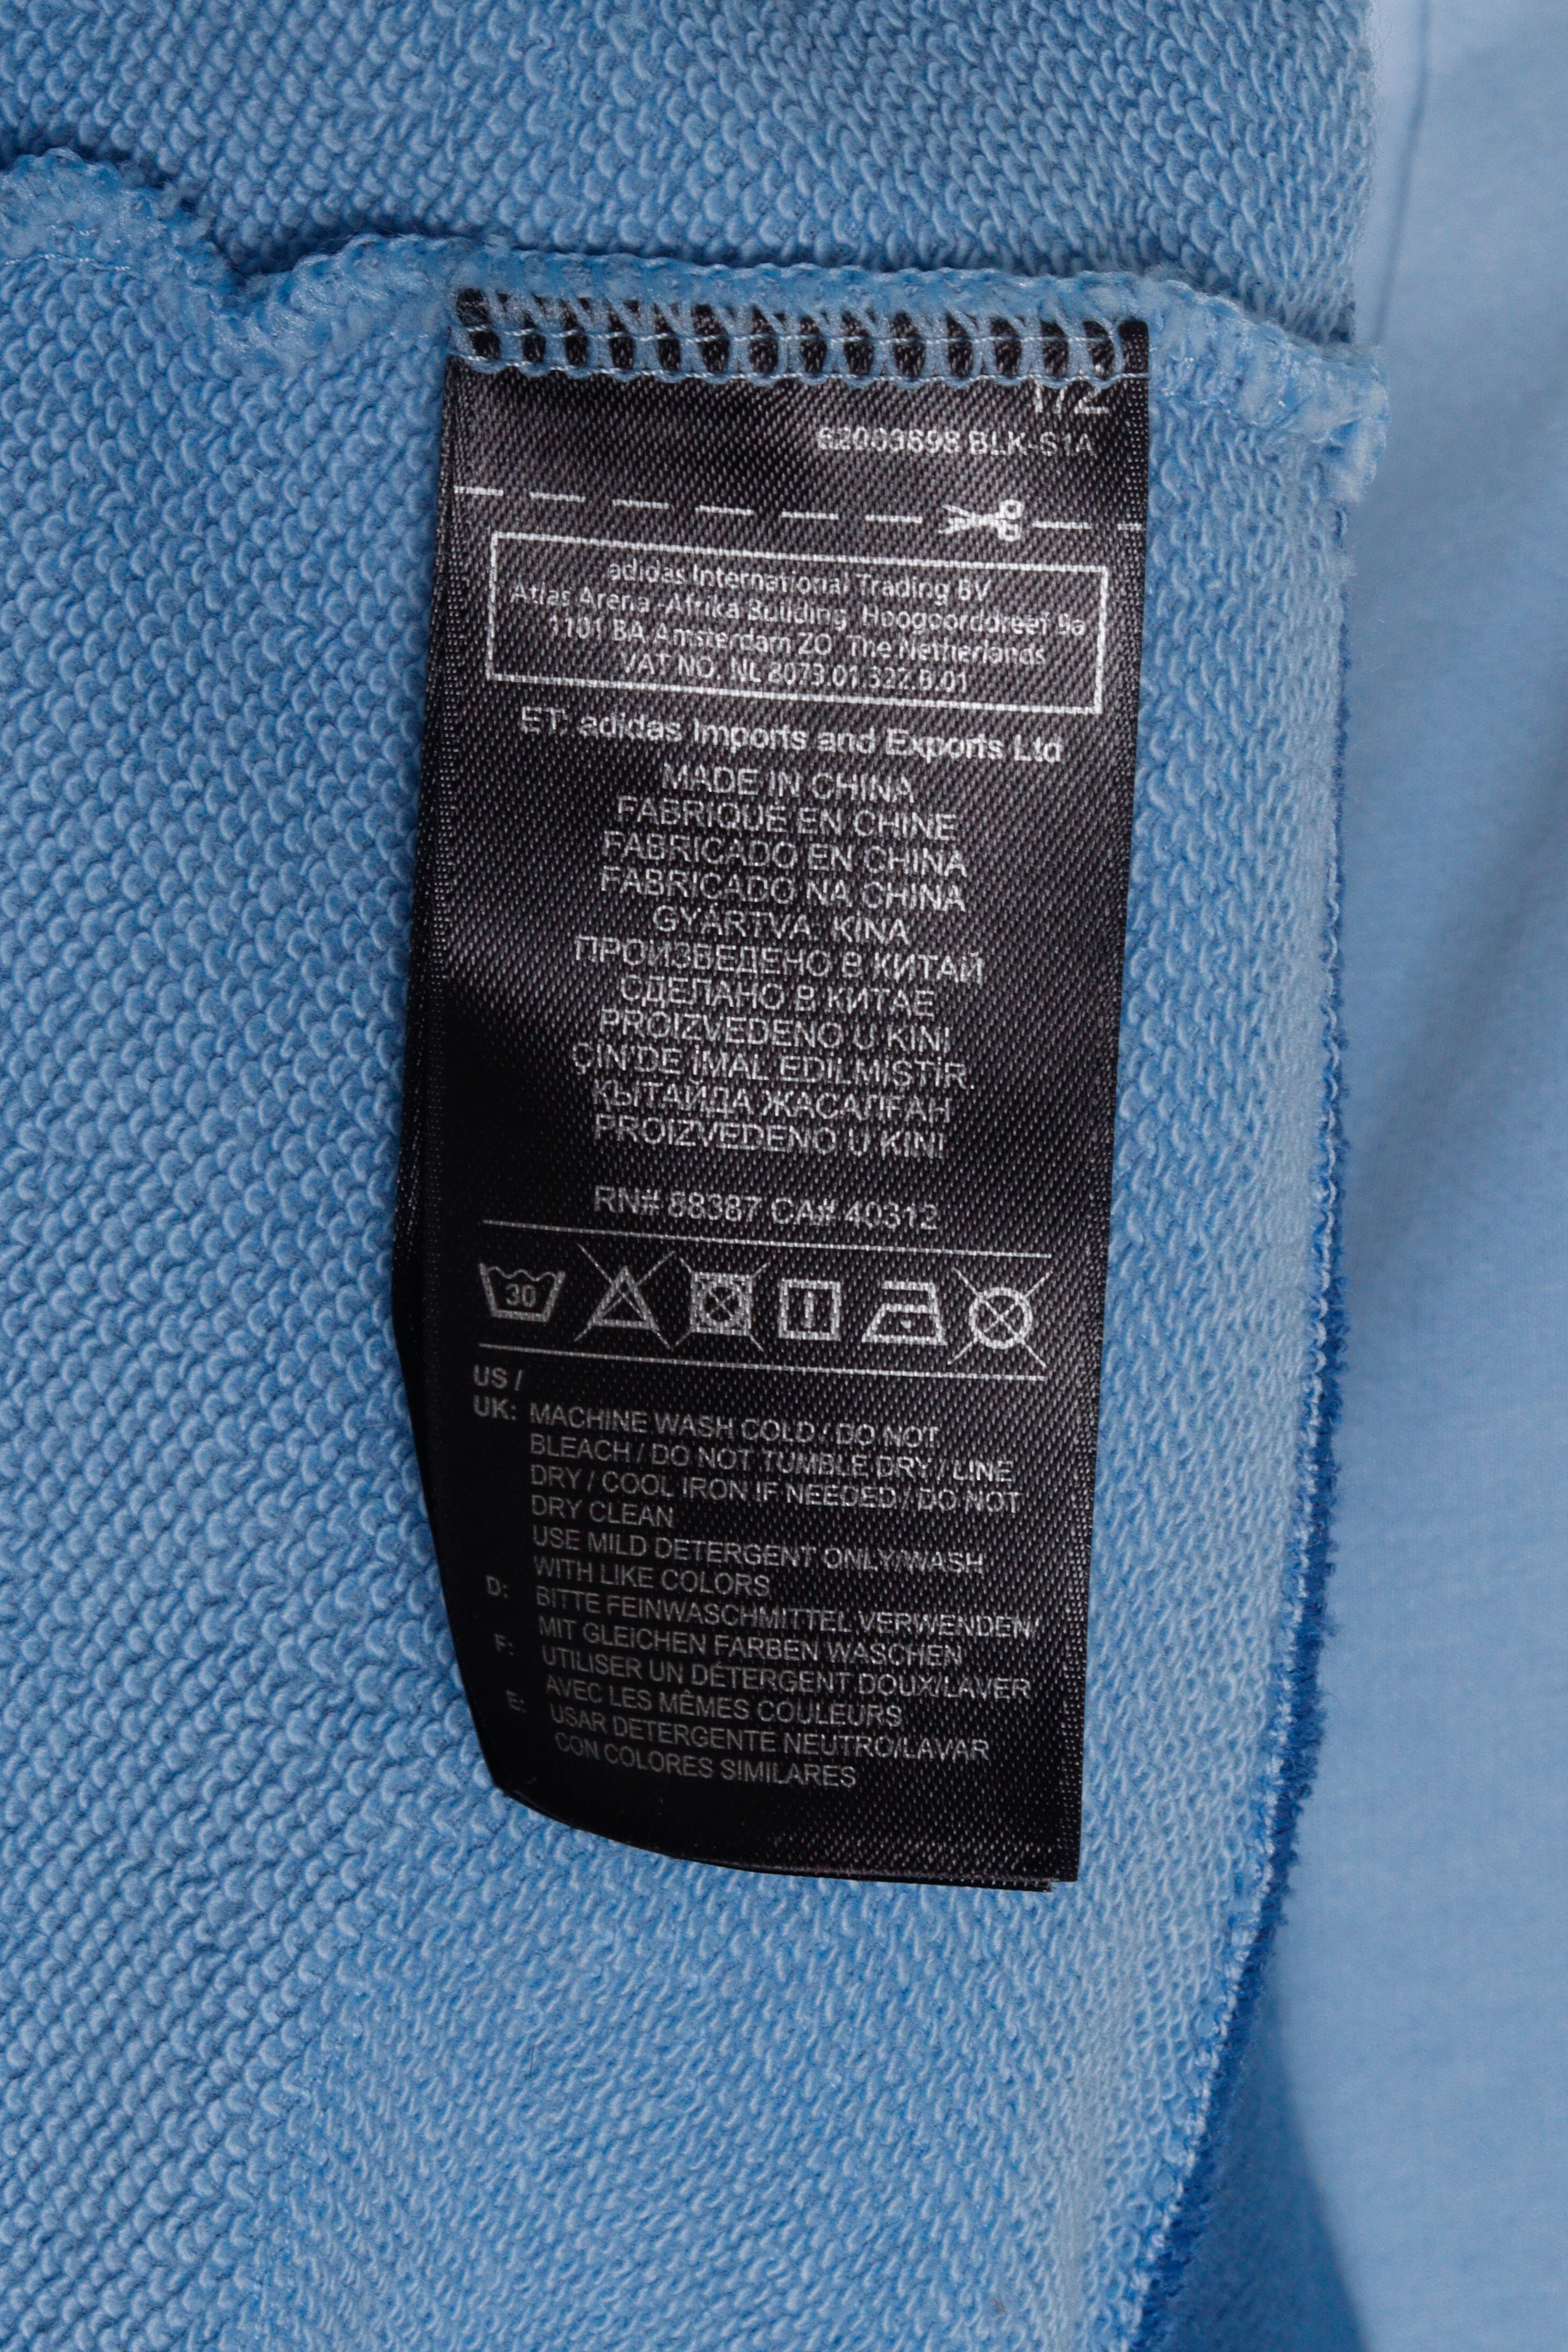 1/2
62003698 BLK-S1A
adidas International Trading BV
Atlas Arena - Afrika Building, Hoogoorddreef 9a
1101 BA Amsterdam ZO The Netherlands
VAT NO. NL 8073.01.322.B.01
ET: adidas Imports and Exports Ltd
MADE IN CHINA
FABRIQUÉ EN CHINE
FABRICADO EN CHINA
FABRICADO NA CHINA
GYÁRTVA: KÍNA
ПРОИЗВЕДЕНО В КИТАЙ
СДЕЛАНО В КИТАЕ
PROIZVEDENO U KINI
ÇİN'DE İMAL EDİLMİŞTİR.
ҚЫТАЙДА ЖАСАЛҒАН
PROIZVEDENO U KINI
RN# 88387 CA# 40312
30
US /
UK: MACHINE WASH COLD / DO NOT
BLEACH / DO NOT TUMBLE DRY / LINE
DRY / COOL IRON IF NEEDED / DO NOT
DRY CLEAN
USE MILD DETERGENT ONLY/WASH
WITH LIKE COLORS
D: BITTE FEINWASCHMITTEL VERWENDEN/
MIT GLEICHEN FARBEN WASCHEN
F: UTILISER UN DÉTERGENT DOUX/LAVER
AVEC LES MÊMES COULEURS
E: USAR DETERGENTE NEUTRO/LAVAR
CON COLORES SIMILARES